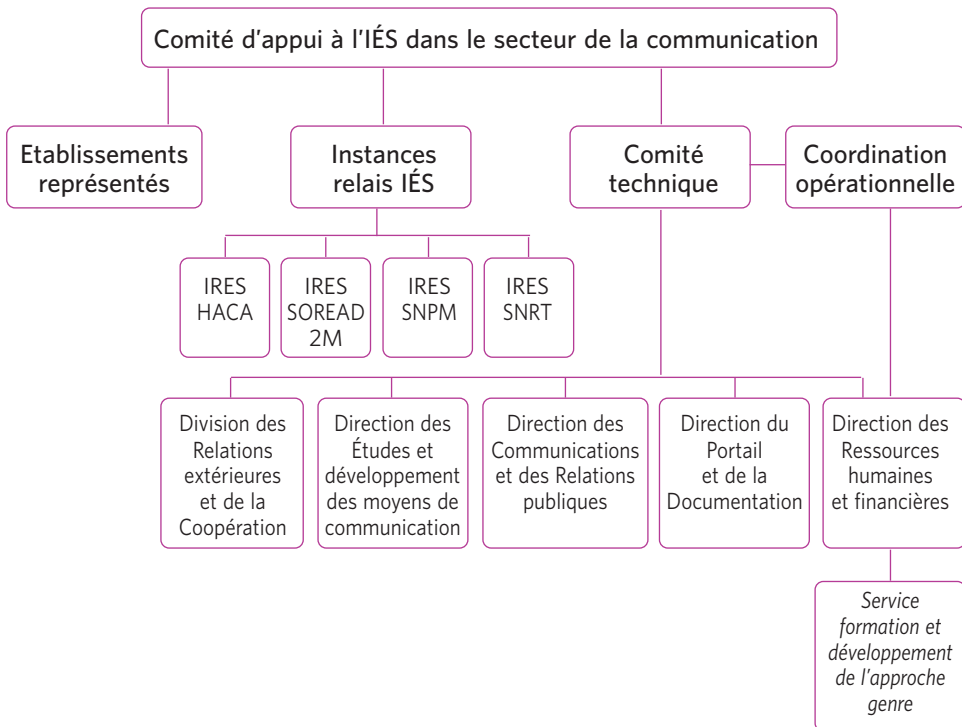 Comité d'appui à l'IÉS dans le secteur de la communication
Etablissements
représentés
Instances
relais IÉS
Comité
technique
Coordination
opérationnelle
IRES
HACA
IRES
SOREAD
2M
IRES
SNPM
IRES
SNRT
Division des
Relations
extérieures
et de la
Coopération
Direction des
Études et
développement
des moyens de
communication
Direction des
Communications
et des Relations
publiques
Direction du
Portail
et de la
Documentation
Direction des
Ressources
humaines
et financières
Service
formation et
développement
de l'approche
genre